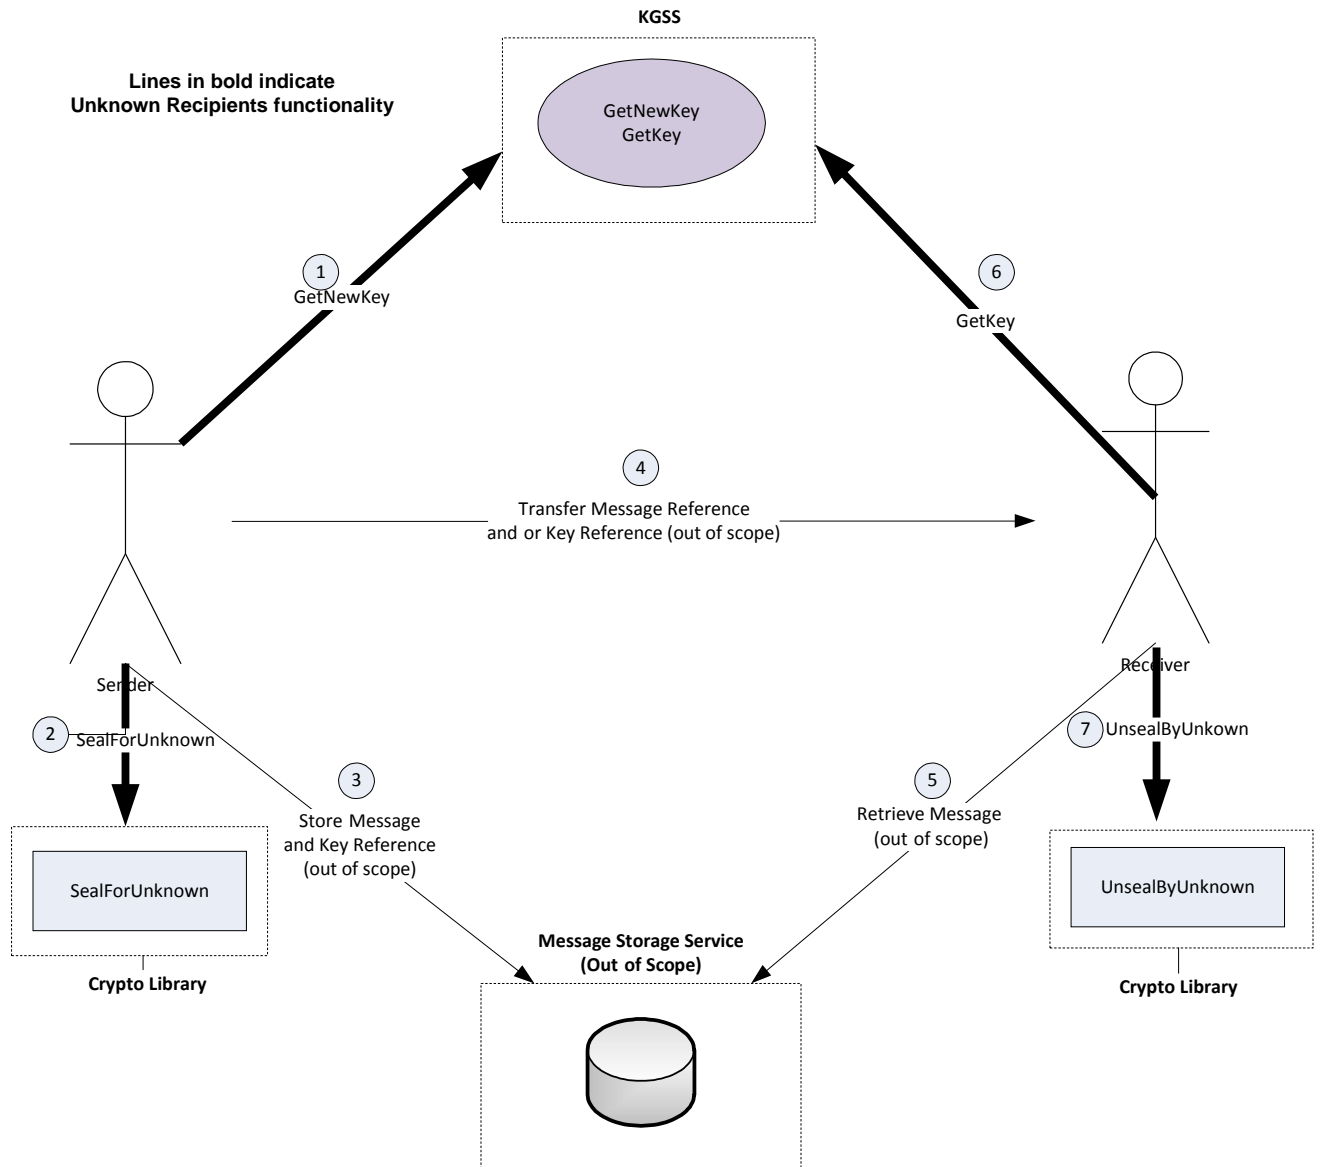 KGSS
Lines in bold indicate
Unknown Recipients functionality
GetNewKey
GetKey
1
GetNewKey
6
GetKey
4
Transfer Message Reference
and or Key Reference (out of scope)
Sender
Receiver
2
SealForUnknown
7
UnsealByUnkown
3
Store Message
and Key Reference
(out of scope)
5
Retrieve Message
(out of scope)
SealForUnknown
UnsealByUnknown
Crypto Library
Message Storage Service
(Out of Scope)
Crypto Library